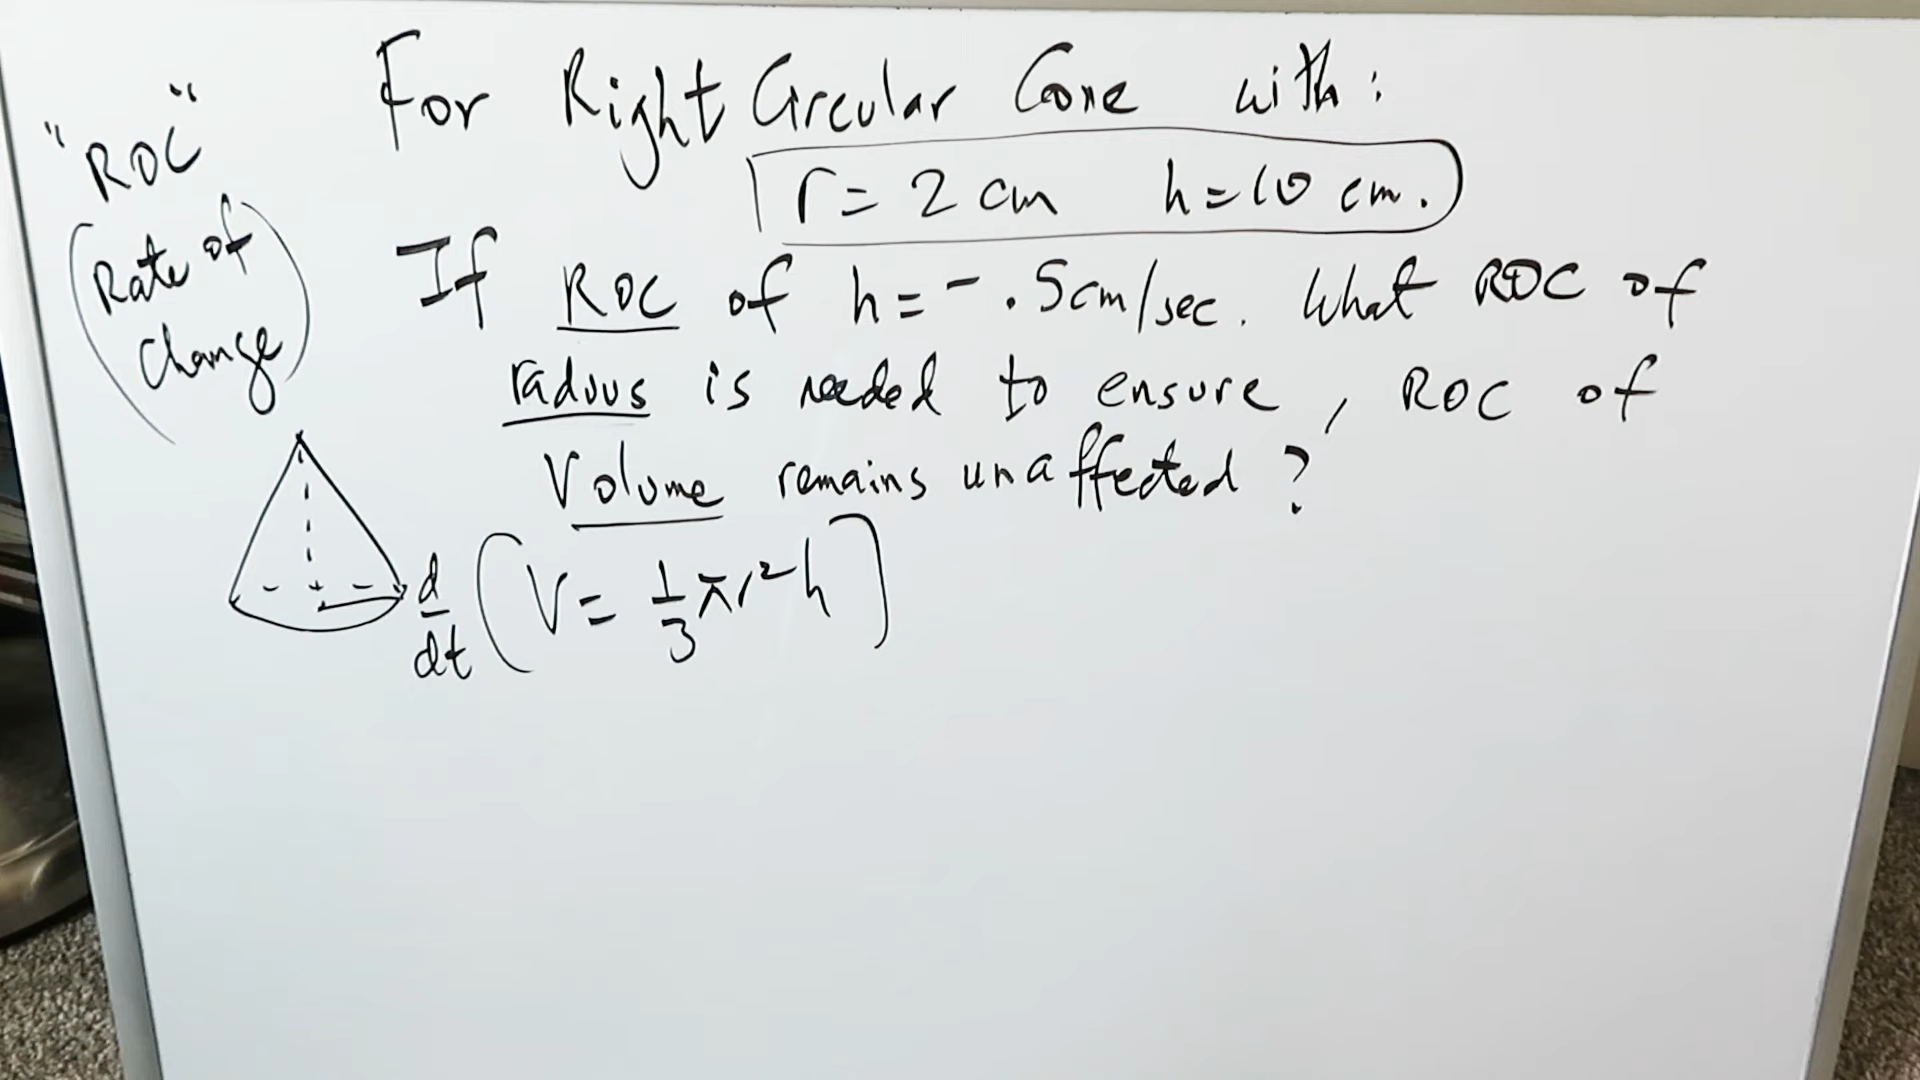 "ROC"
(Rate of
Change)
For Right Circular Cone with:
r = 2 cm h = 10 cm.
If ROC of h = - .5cm/sec. What ROC of
radius is needed to ensure, ROC of
Volume remains unaffected?
d/dt (V = 1/3 πr²h)